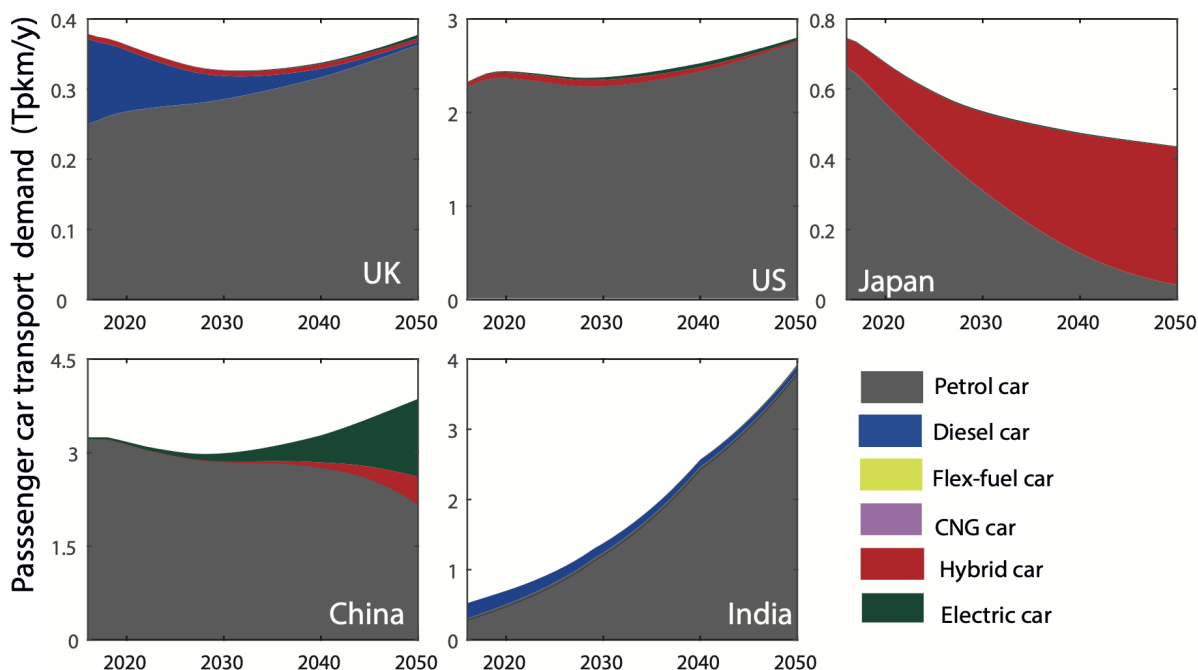 Passsenger car transport demand (Tpkm/y)
0.4
0.3
0.2
0.1
0
UK
2020 2030 2040 2050
3
2
1
0
US
2020 2030 2040 2050
0.8
0.6
0.4
0.2
0
Japan
2020 2030 2040 2050
4.5
3
1.5
0
China
2020 2030 2040 2050
4
3
2
1
0
India
2020 2030 2040 2050
Petrol car
Diesel car
Flex-fuel car
CNG car
Hybrid car
Electric car